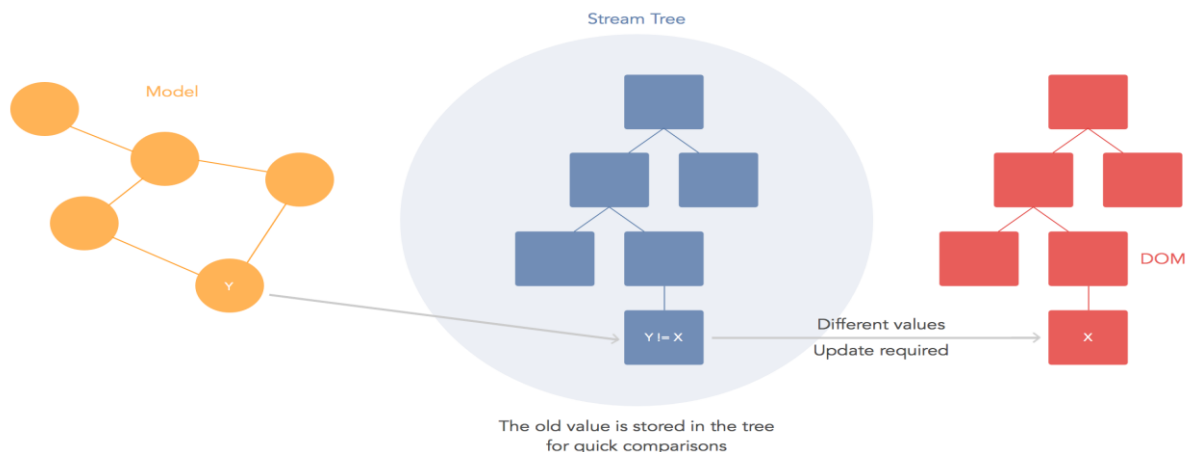 Stream Tree
Model
DOM
Y
Y != X
Different values
Update required
X
The old value is stored in the tree
for quick comparisons